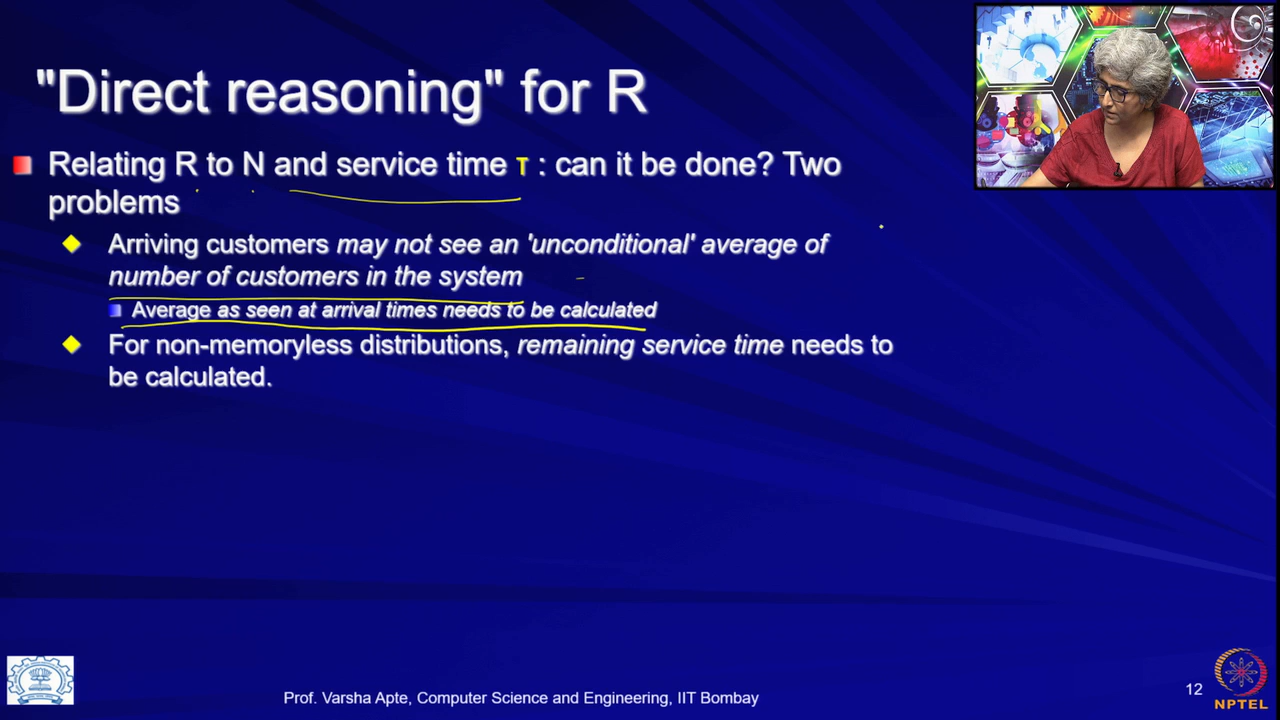 "Direct reasoning" for R
Relating R to N and service time τ : can it be done? Two
problems
Arriving customers may not see an 'unconditional' average of
number of customers in the system
Average as seen at arrival times needs to be calculated
For non-memoryless distributions, remaining service time needs to
be calculated.
Prof. Varsha Apte, Computer Science and Engineering, IIT Bombay
12
NPTEL